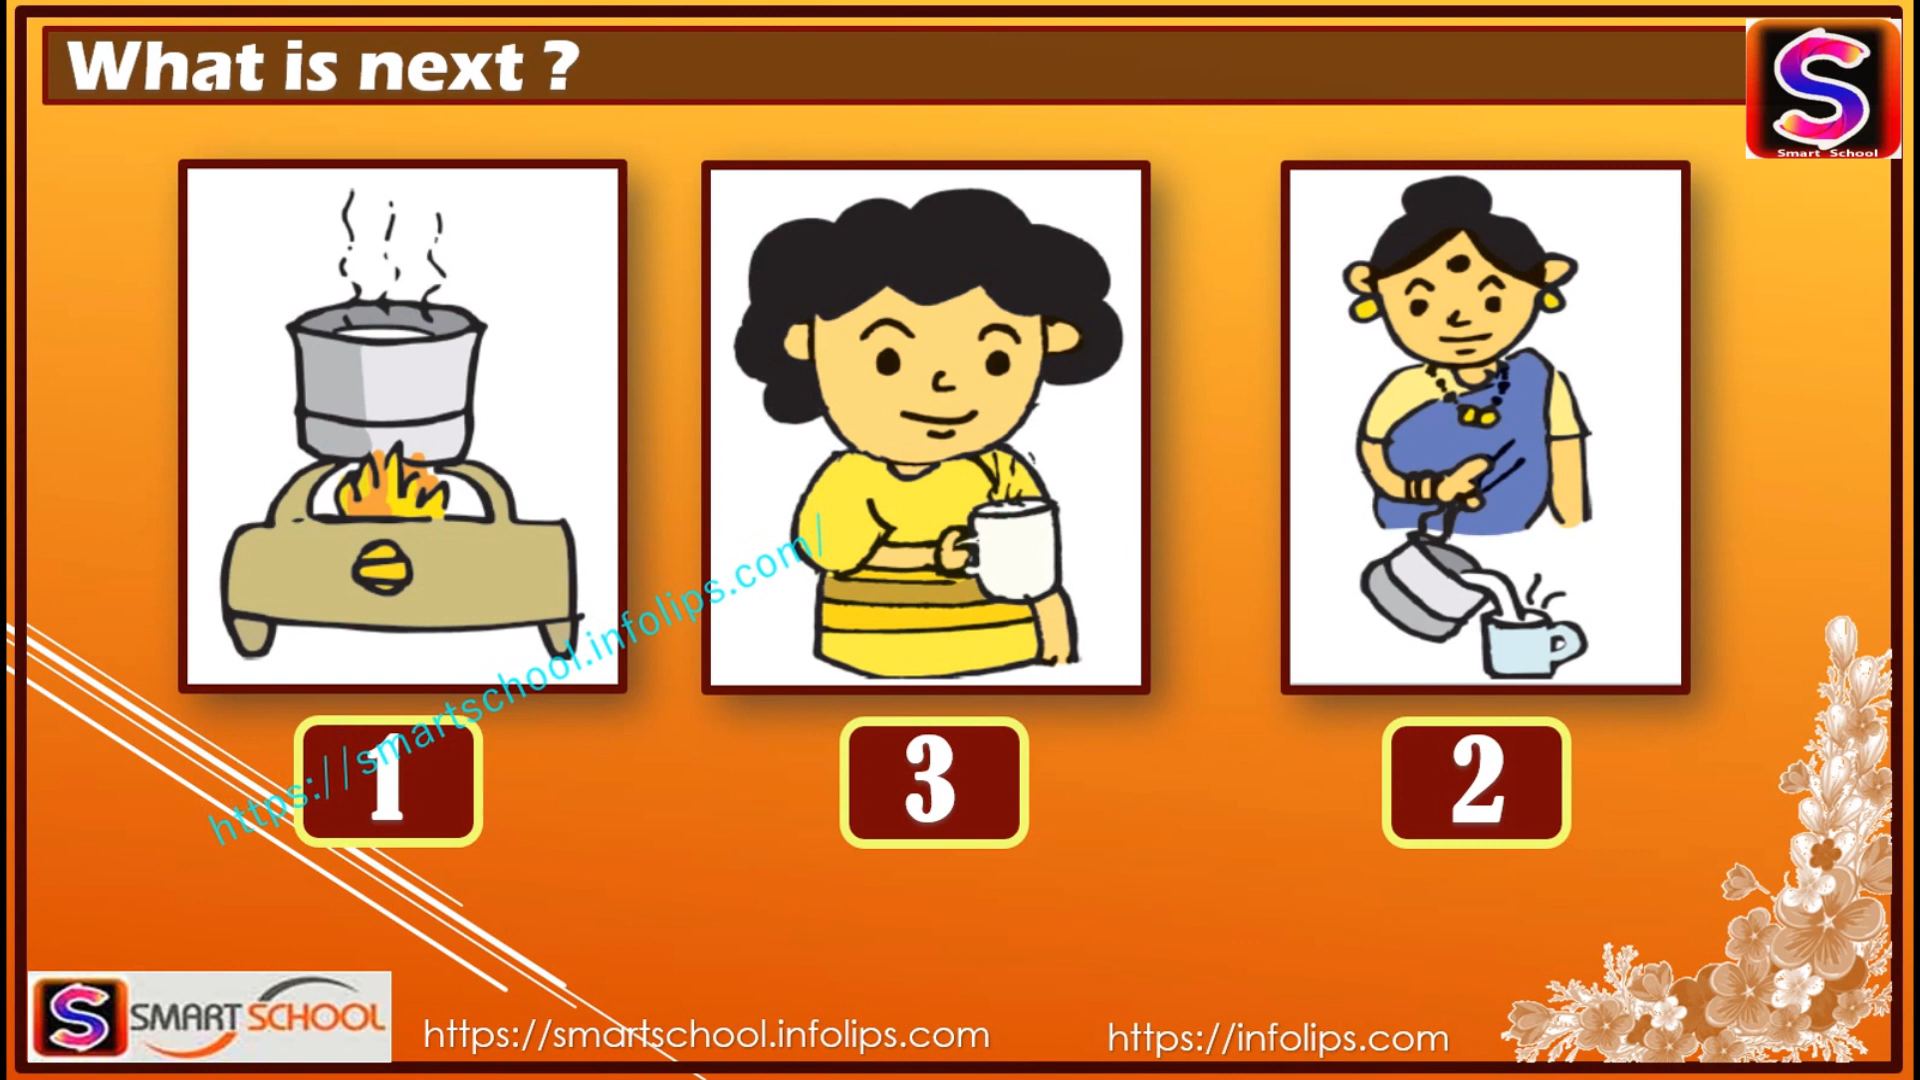 What is next ?
S
Smart School
1
3
2
https://smartschool.infolips.com/
S
SMART SCHOOL
https://smartschool.infolips.com
https://infolips.com